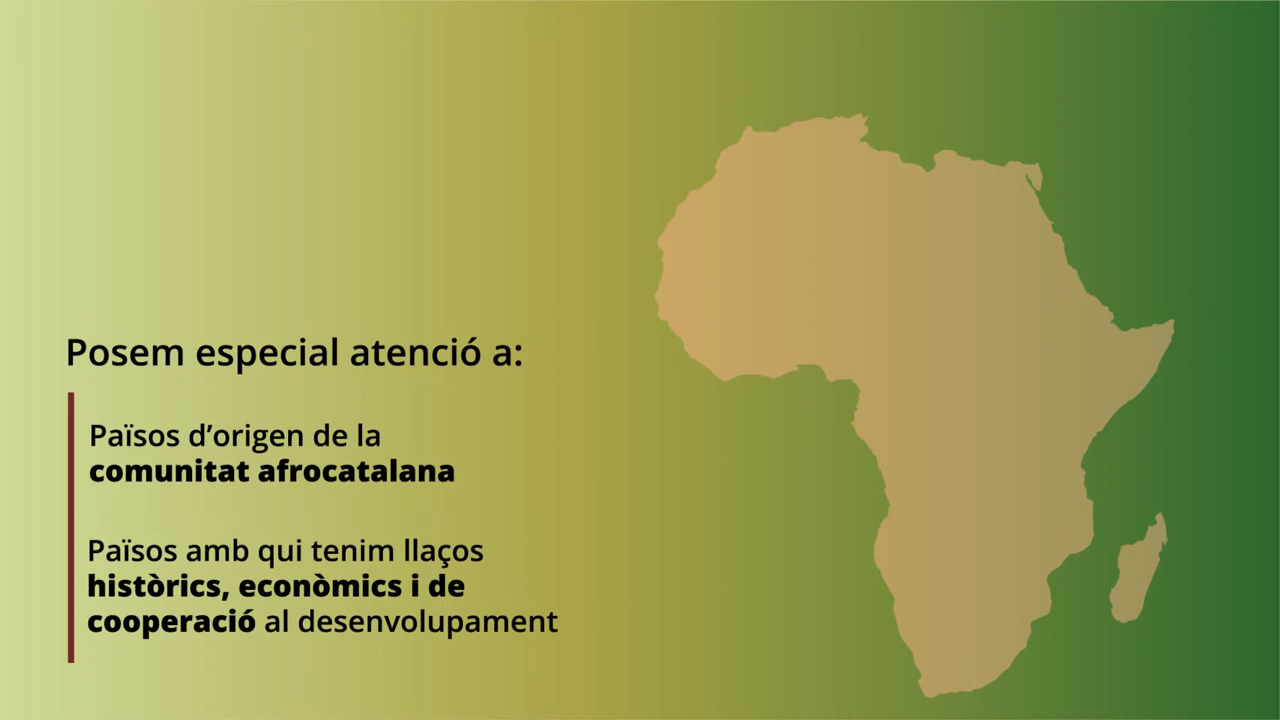 Posem especial atenció a:
Països d’origen de la
comunitat afrocatalana
Països amb qui tenim llaços
històrics, econòmics i de
cooperació al desenvolupament